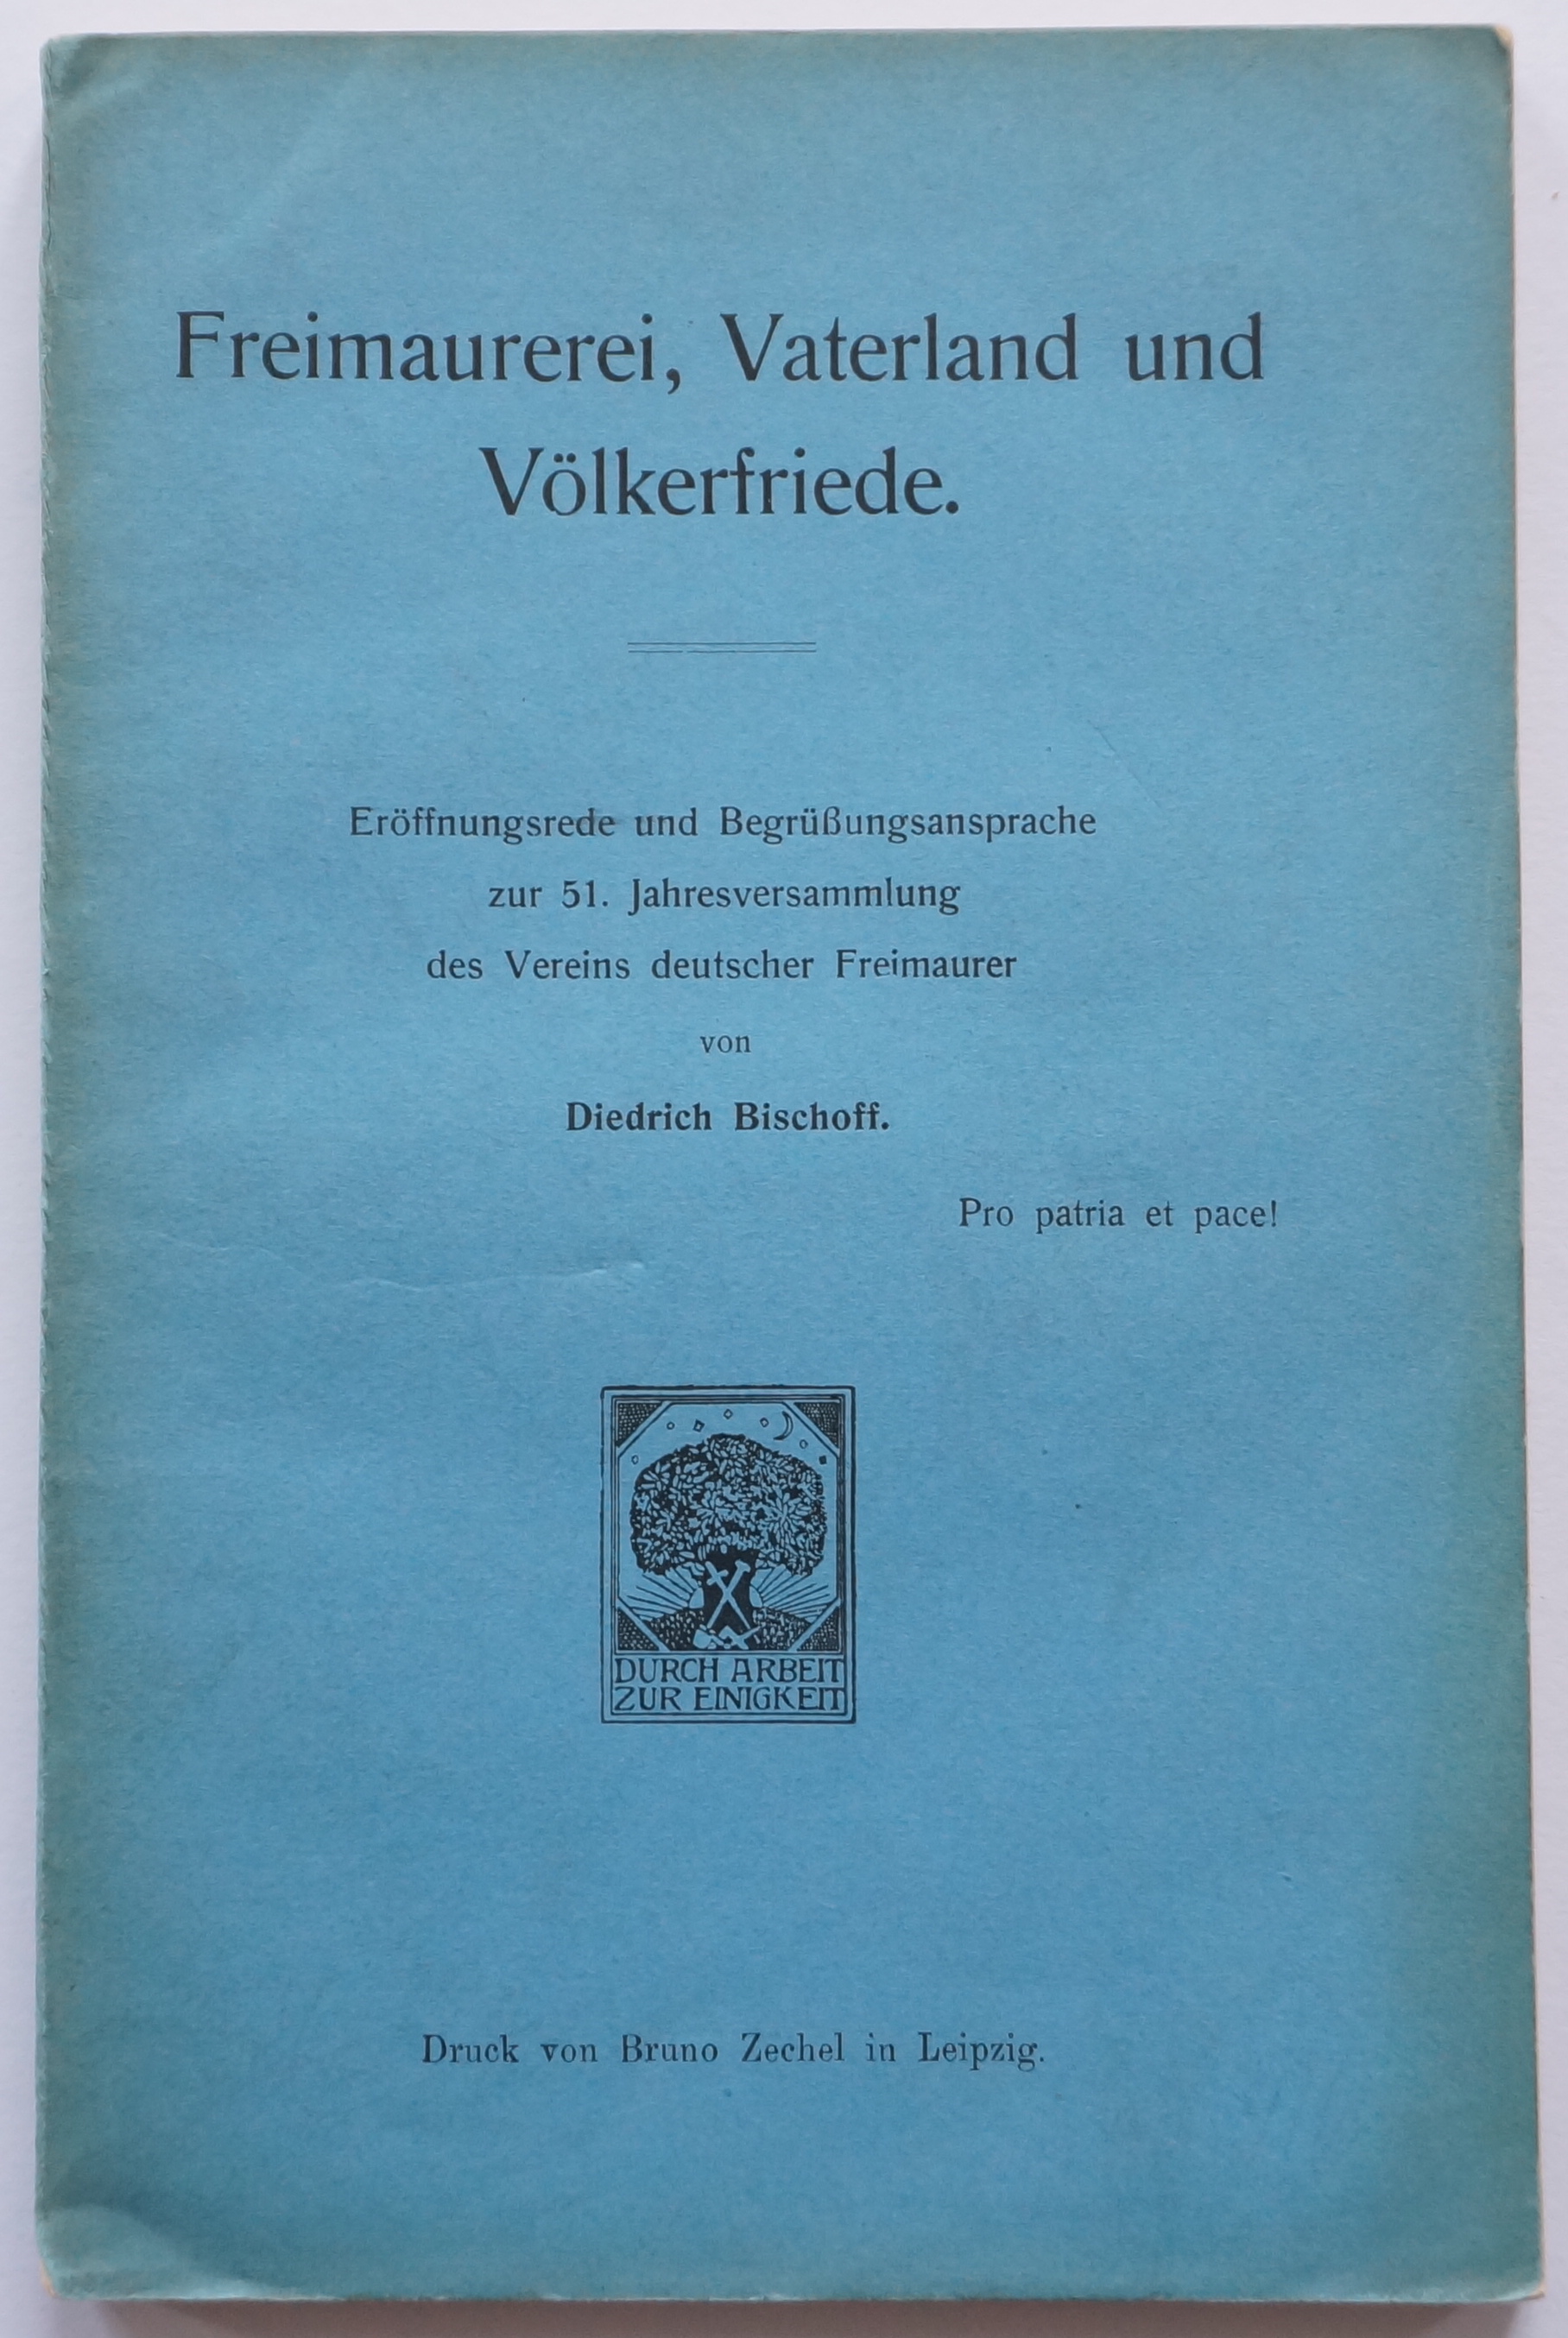 Freimaurerei, Vaterland und
Völkerfriede.
Eröffnungsrede und Begrüßungsansprache
zur 51. Jahresversammlung
des Vereins deutscher Freimaurer
von
Diedrich Bischoff.
Pro patria et pace!
DURCH ARBEIT
ZUR EINIGKEIT
Druck von Bruno Zechel in Leipzig.